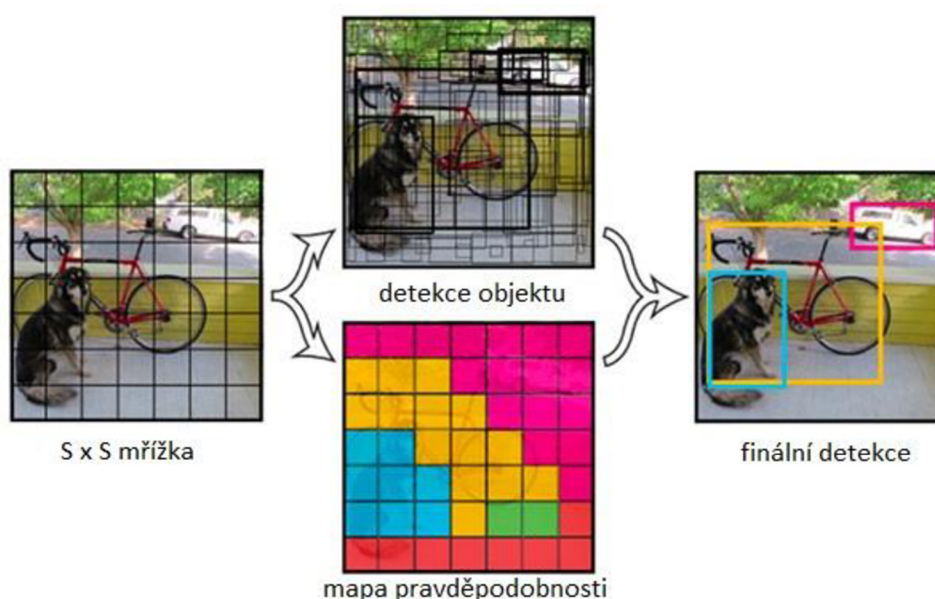 detekce objektu
S x S mřížka
finální detekce
mapa pravděpodobnosti